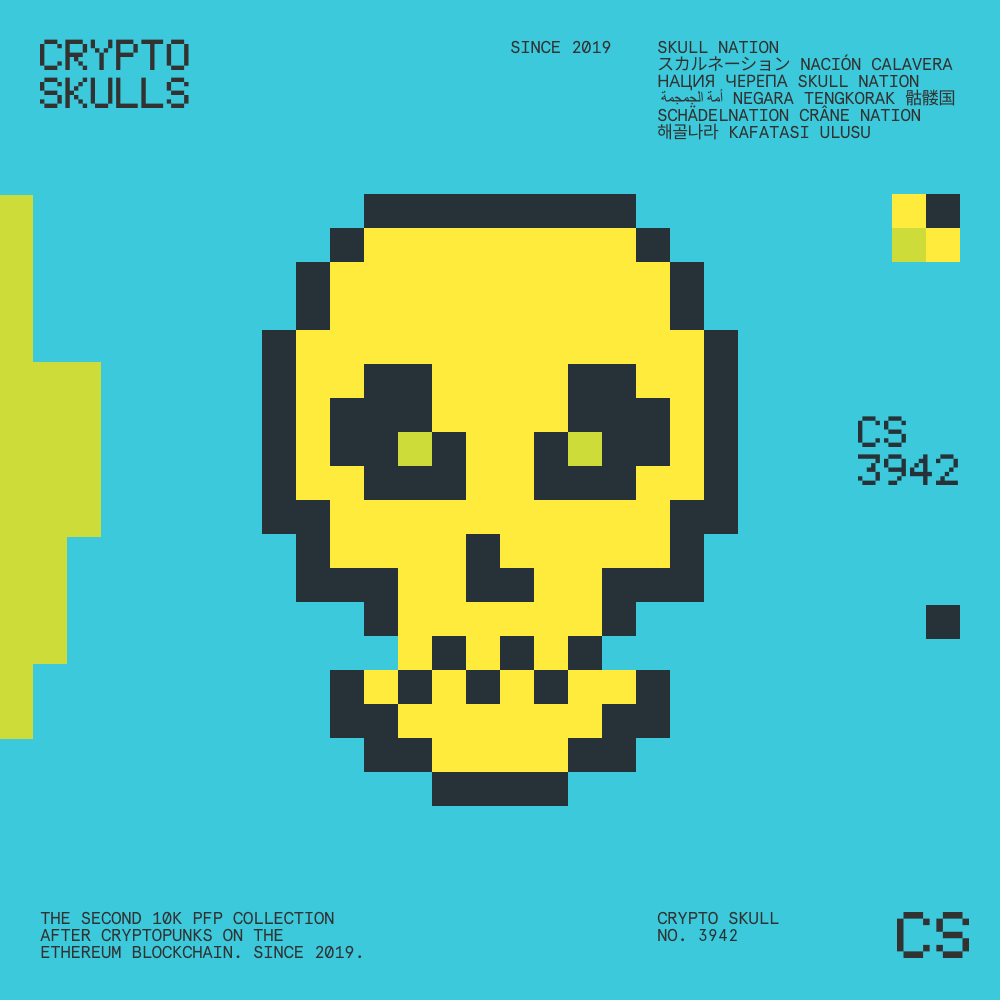 CRYPTO
SKULLS
SINCE 2019
SKULL NATION
スカルネーション NACIÓN CALAVERA
НАЦИЯ ЧЕРЕПА SKULL NATION
أمة الجمجمة NEGARA TENGKORAK 骷髅国
SCHÄDELNATION CRÂNE NATION
해골나라 KAFATASI ULUSU
CS
3942
THE SECOND 10K PFP COLLECTION
AFTER CRYPTOPUNKS ON THE
ETHEREUM BLOCKCHAIN. SINCE 2019.
CRYPTO SKULL
NO. 3942
CS